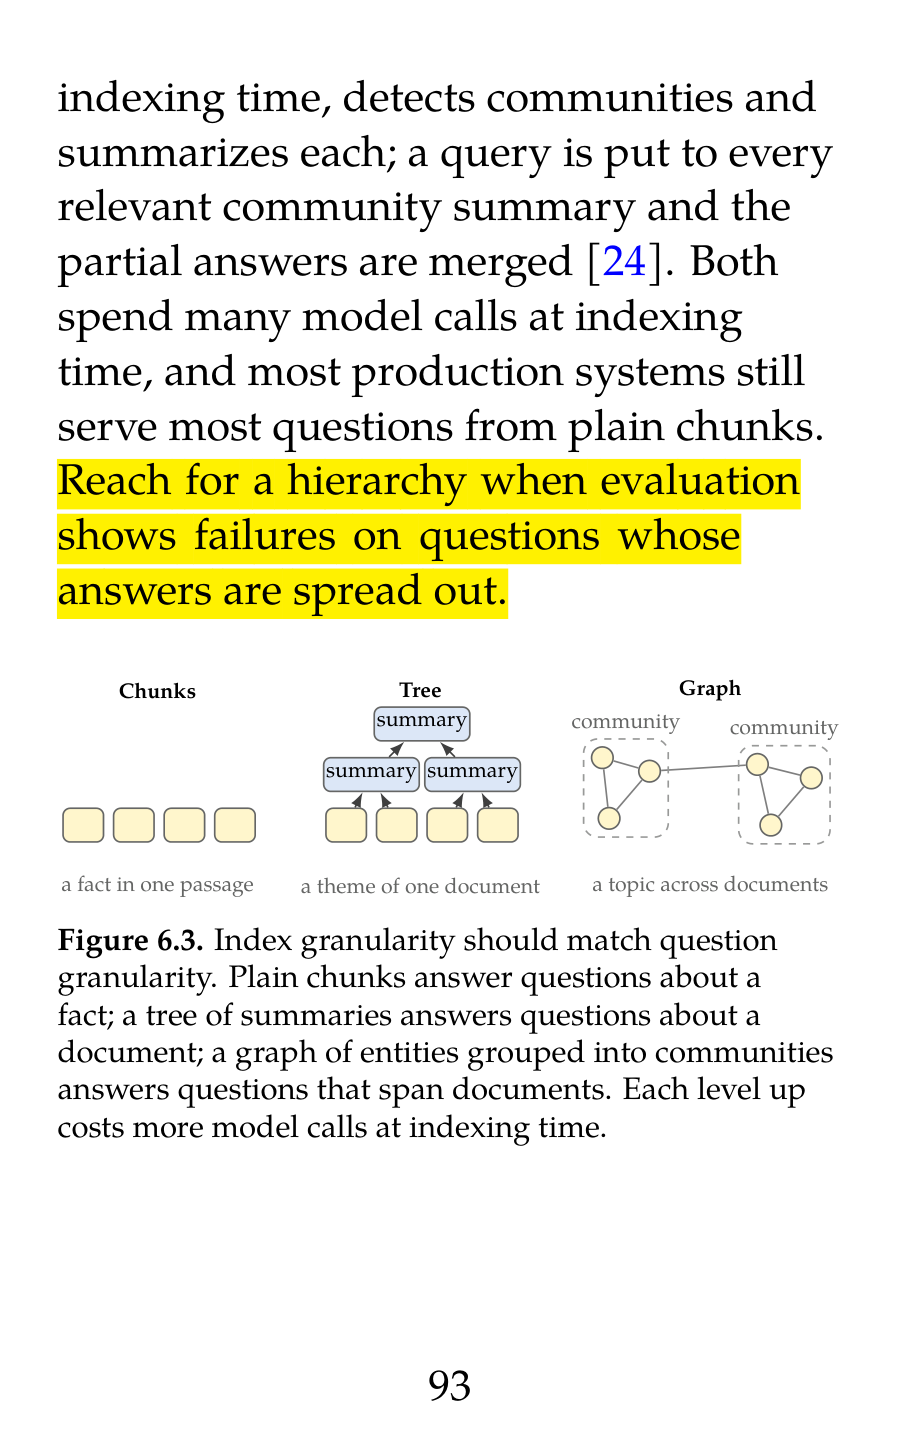 indexing time, detects communities and
summarizes each; a query is put to every
relevant community summary and the
partial answers are merged [24]. Both
spend many model calls at indexing
time, and most production systems still
serve most questions from plain chunks.
Reach for a hierarchy when evaluation
shows failures on questions whose
answers are spread out.
Chunks
Tree
Graph
summary
community
community
summary
summary
a fact in one passage
a theme of one document
a topic across documents
Figure 6.3. Index granularity should match question
granularity. Plain chunks answer questions about a
fact; a tree of summaries answers questions about a
document; a graph of entities grouped into communities
answers questions that span documents. Each level up
costs more model calls at indexing time.
93